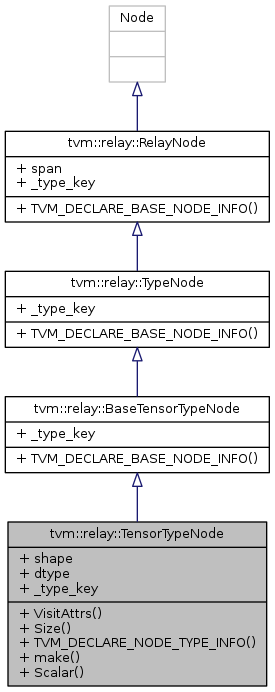 Node
tvm::relay::RelayNode
+ span
+ _type_key
+ TVM_DECLARE_BASE_NODE_INFO()
tvm::relay::TypeNode
+ _type_key
+ TVM_DECLARE_BASE_NODE_INFO()
tvm::relay::BaseTensorTypeNode
+ _type_key
+ TVM_DECLARE_BASE_NODE_INFO()
tvm::relay::TensorTypeNode
+ shape
+ dtype
+ _type_key
+ VisitAttrs()
+ Size()
+ TVM_DECLARE_NODE_TYPE_INFO()
+ make()
+ Scalar()